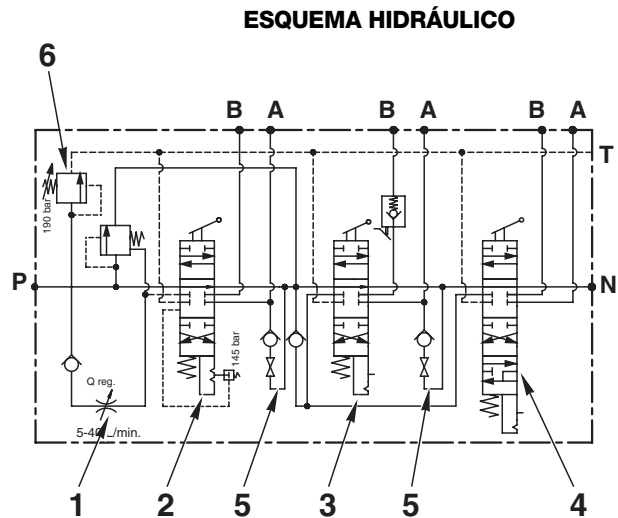 ESQUEMA HIDRÁULICO
6
B A B A B A
T
190 bar
P
N
145 bar
Q reg.
5-40 L/min.
1 2 5 3 5 4